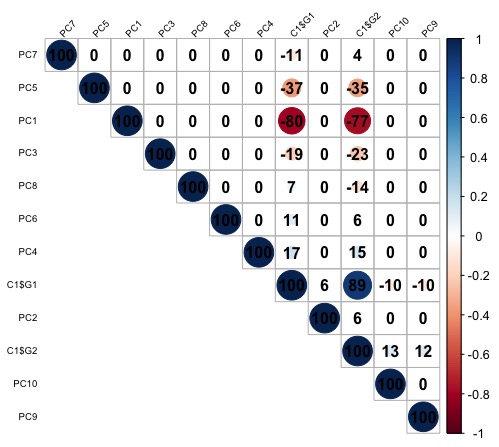 PC7 PC5 PC1 PC3 PC8 PC6 PC4 C1$G1 PC2 C1$G2 PC10 PC9
PC7 100 0 0 0 0 0 0 -11 0 4 0 0 1
PC5 100 0 0 0 0 0 -37 0 -35 0 0 0.8
PC1 100 0 0 0 0 -80 0 -77 0 0 0.6
PC3 100 0 0 0 -19 0 -23 0 0 0.4
PC8 100 0 0 7 0 -14 0 0 0.2
PC6 100 0 11 0 6 0 0 0
PC4 100 17 0 15 0 0 -0.2
C1$G1 100 6 89 -10 -10 -0.4
PC2 100 6 0 0
C1$G2 100 13 12 -0.6
PC10 100 0 -0.8
PC9 100 -1